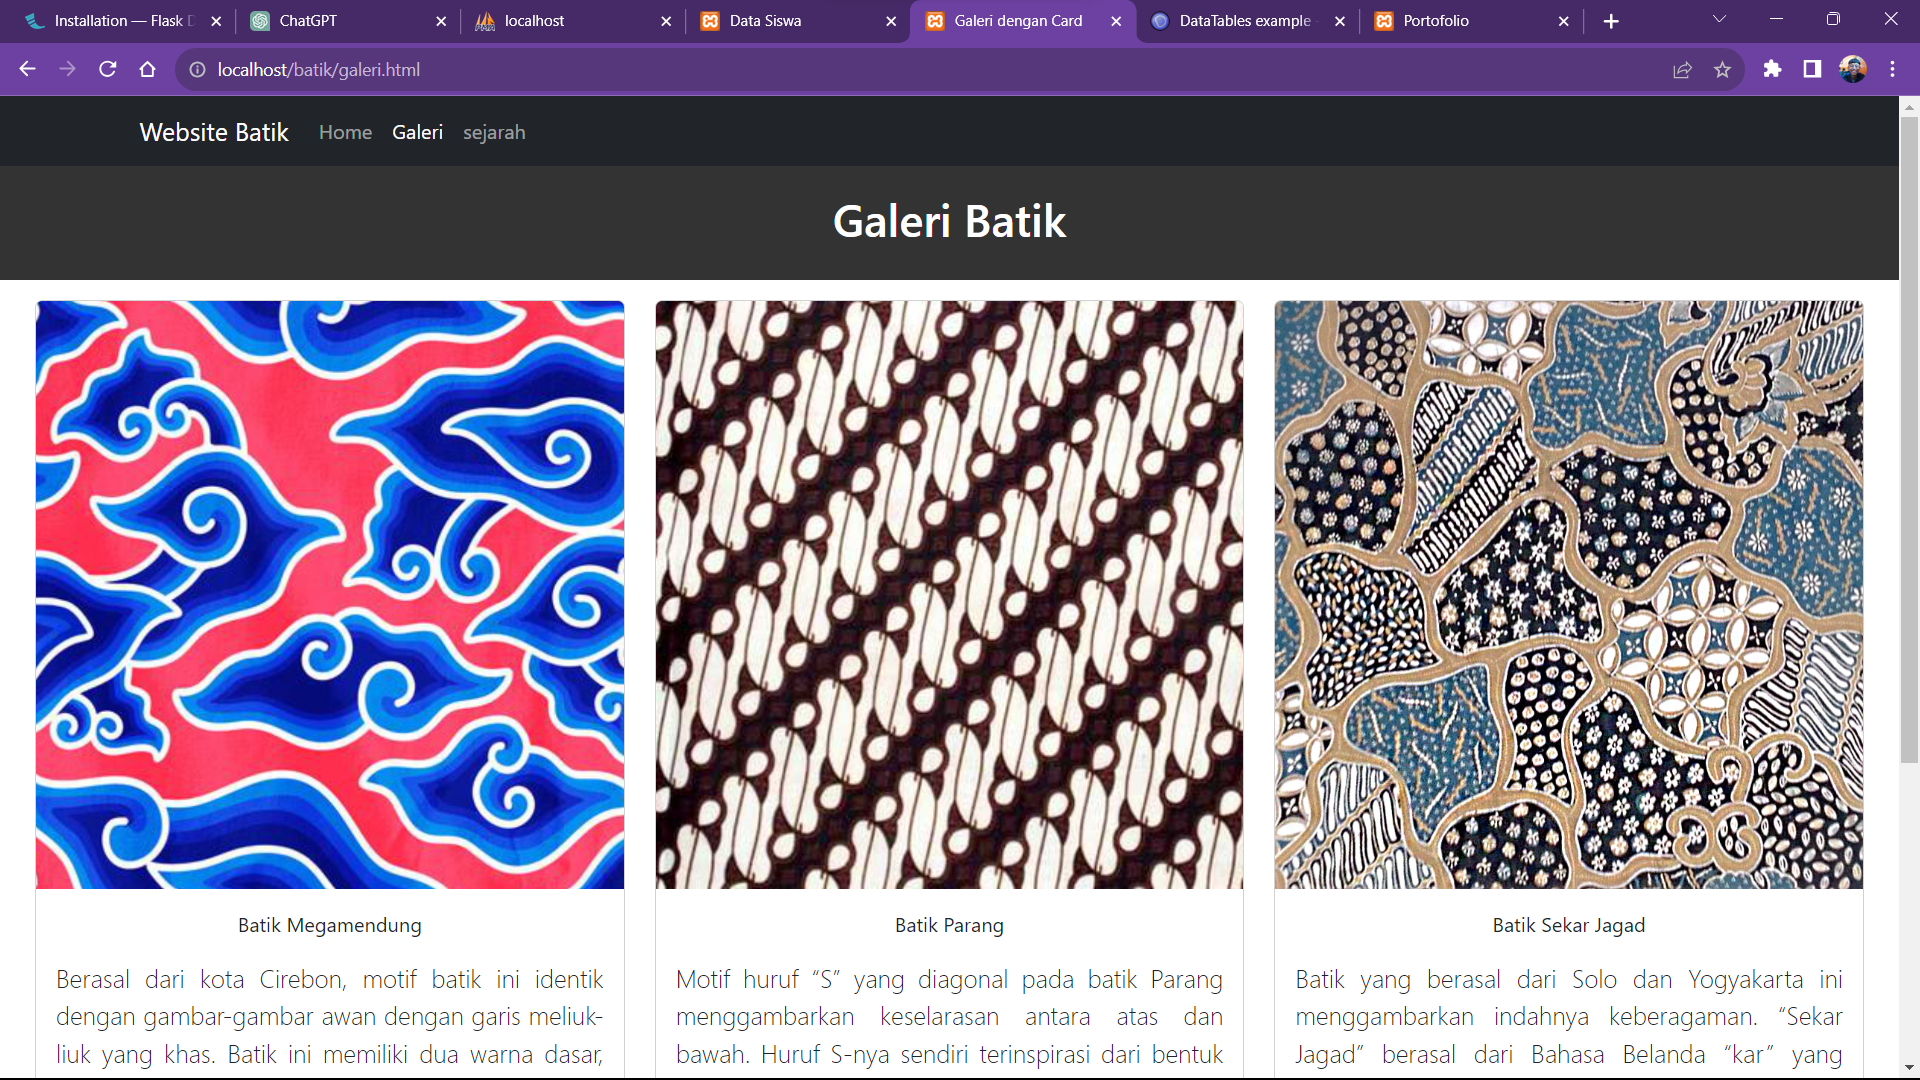 Installation — Flask D
ChatGPT
localhost
Data Siswa
Galeri dengan Card
DataTables example -
Portofolio
localhost/batik/galeri.html
Website Batik Home Galeri sejarah
Galeri Batik
Batik Megamendung
Berasal dari kota Cirebon, motif batik ini identik
dengan gambar-gambar awan dengan garis meliuk-
liuk yang khas. Batik ini memiliki dua warna dasar,
Batik Parang
Motif huruf “S” yang diagonal pada batik Parang
menggambarkan keselarasan antara atas dan
bawah. Huruf S-nya sendiri terinspirasi dari bentuk
Batik Sekar Jagad
Batik yang berasal dari Solo dan Yogyakarta ini
menggambarkan indahnya keberagaman. “Sekar
Jagad” berasal dari Bahasa Belanda “kar” yang